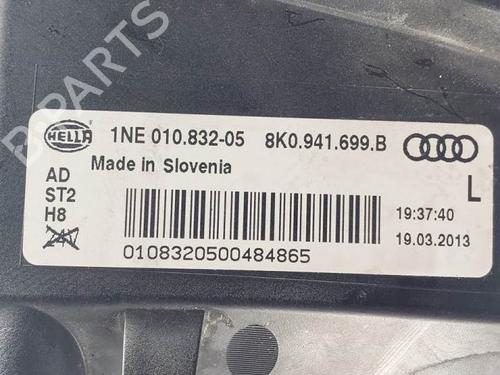 B-PARTS
HELLA 1NE 010.832-05 8K0.941.699.B
Made in Slovenia
AD
ST2
H8
24V
L
19:37:40
19.03.2013
0108320500484865